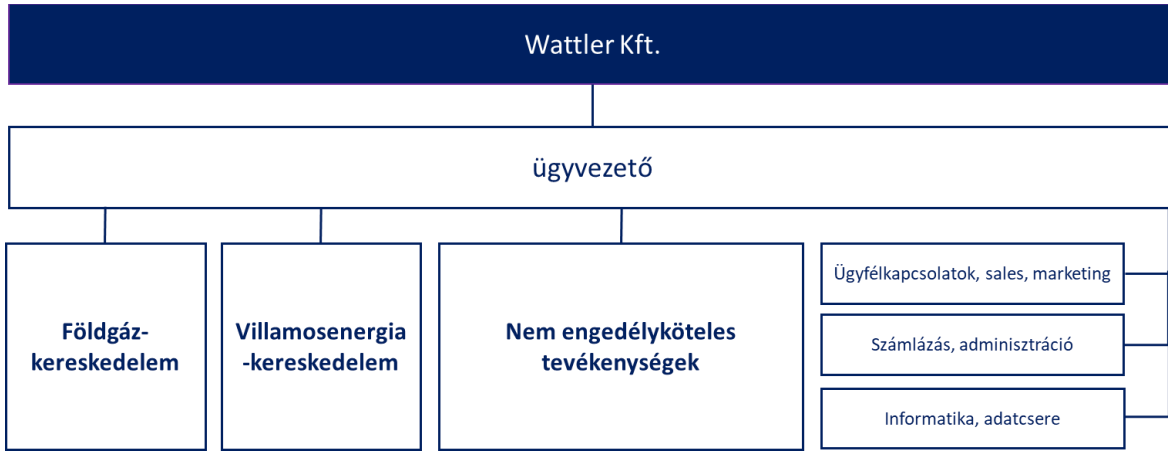 Wattler Kft.
ügyvezető
Földgáz-
kereskedelem
Villamosenergia
-kereskedelem
Nem engedélyköteles
tevékenységek
Ügyfélkapcsolatok, sales, marketing
Számlázás, adminisztráció
Informatika, adatcsere